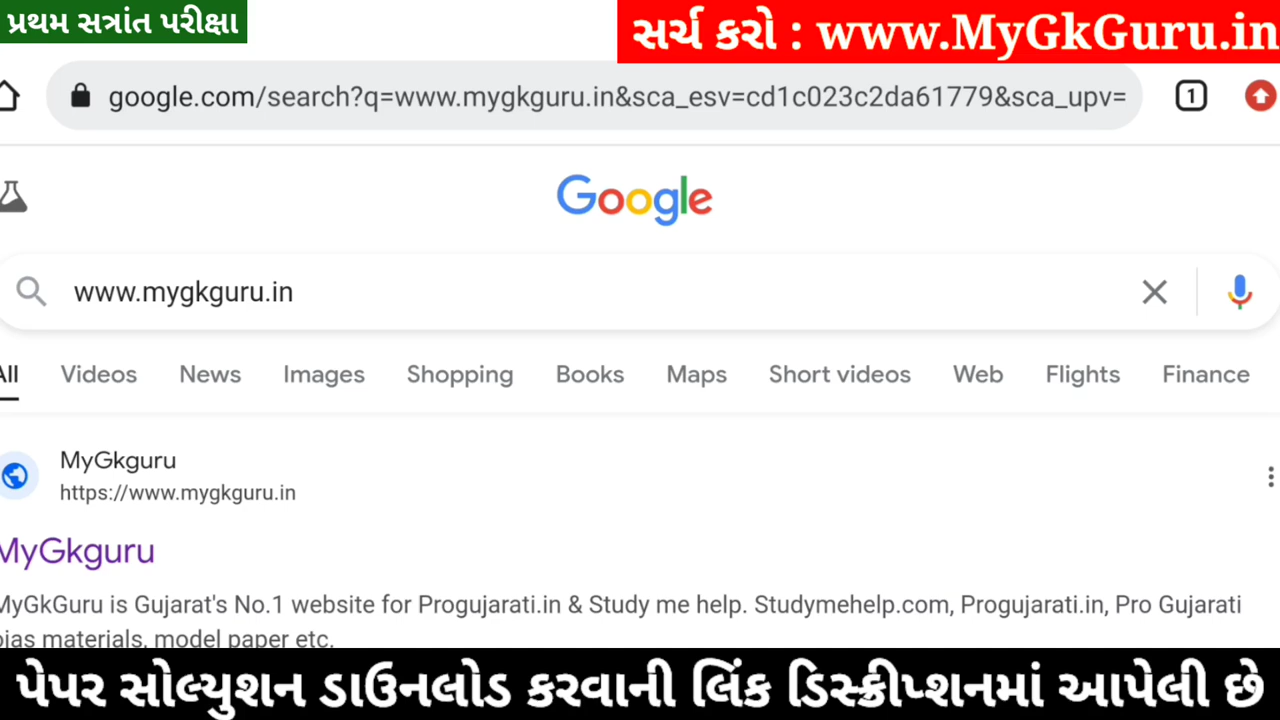 પ્રથમ સત્રાંત પરીક્ષા
સર્ચ કરો : www.MyGkGuru.in
google.com/search?q=www.mygkguru.in&sca_esv=cd1c023c2da61779&sca_upv=
1
Google
www.mygkguru.in
All Videos News Images Shopping Books Maps Short videos Web Flights Finance
MyGkguru
https://www.mygkguru.in
MyGkguru
MyGkGuru is Gujarat's No.1 website for Progujarati.in & Study me help. Studymehelp.com, Progujarati.in, Pro Gujarati
materials, model paper etc.
પેપર સોલ્યુશન ડાઉનલોડ કરવાની લિંક ડિસ્ક્રીપ્શનમાં આપેલી છે